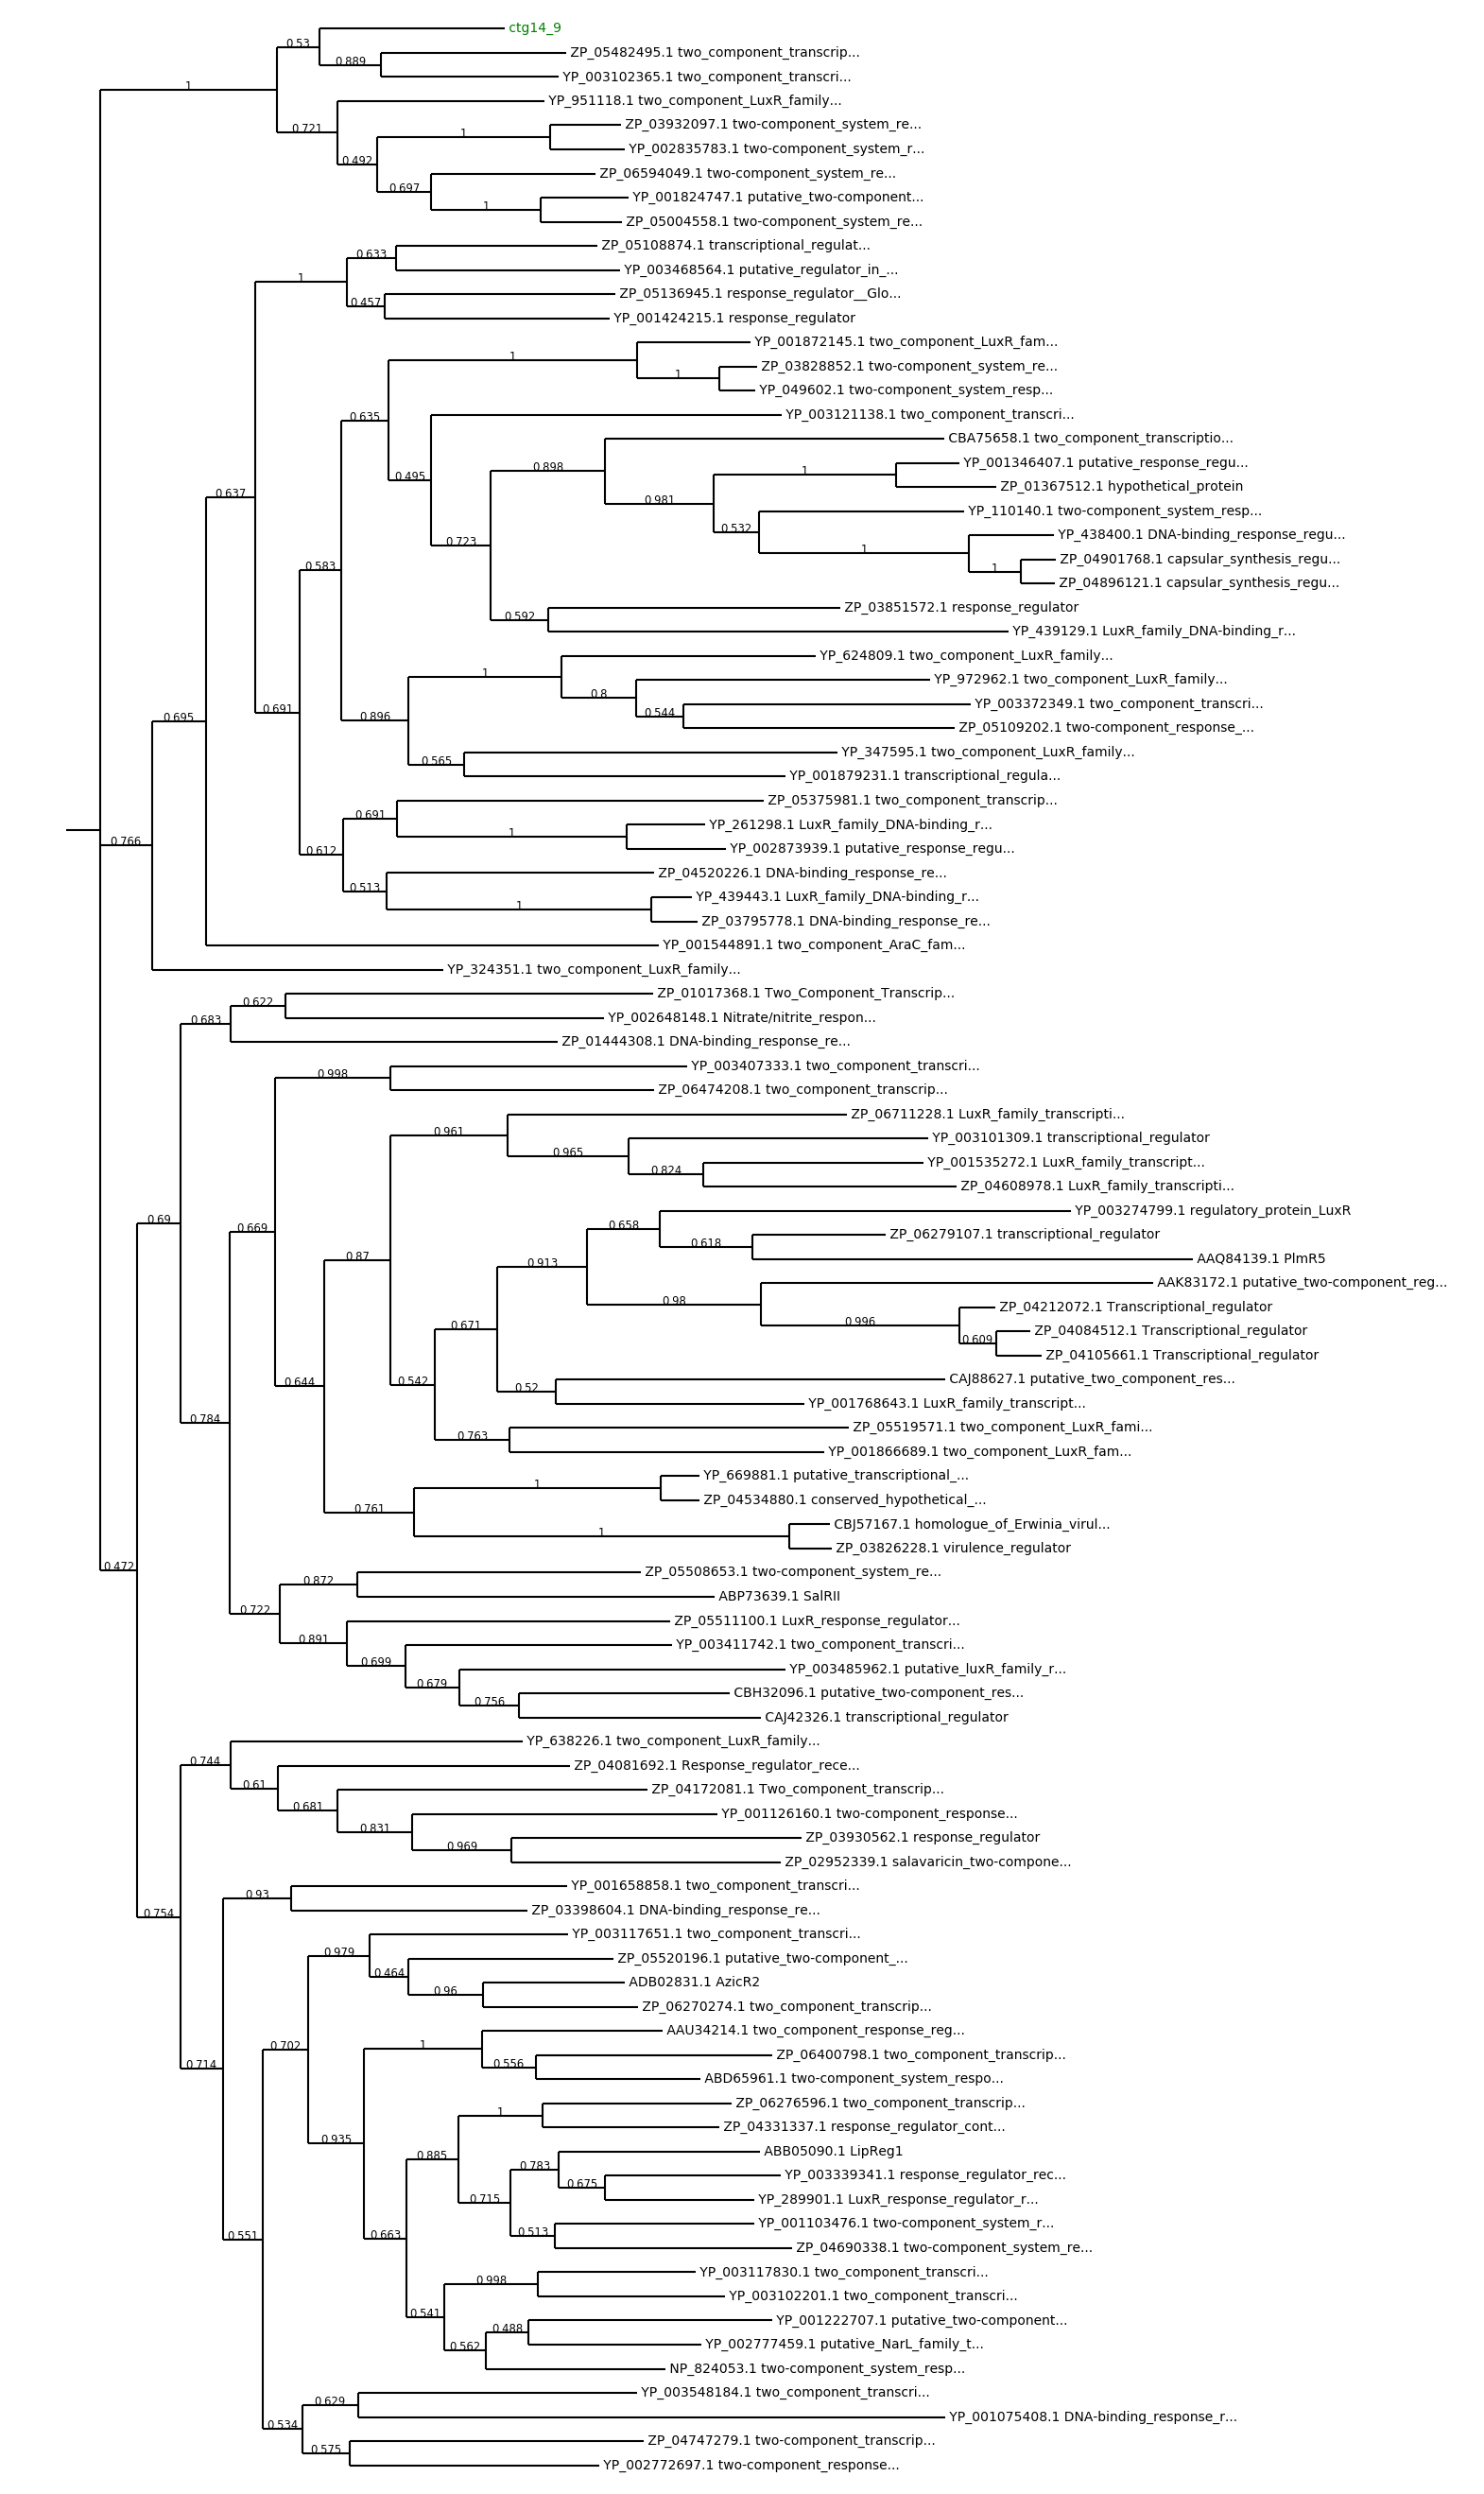 ctg14_9
0.53
ZP_05482495.1 two_component_transcrip...
0.889
YP_003102365.1 two_component_transcri...
1
YP_951118.1 two_component_LuxR_family...
ZP_03932097.1 two-component_system_re...
0.721
1
YP_002835783.1 two-component_system_r...
0.492
ZP_06594049.1 two-component_system_re...
0.697
YP_001824747.1 putative_two-component...
1
ZP_05004558.1 two-component_system_re...
ZP_05108874.1 transcriptional_regulat...
0.633
YP_003468564.1 putative_regulator_in_...
1
ZP_05136945.1 response_regulator__Glo...
0.457
YP_001424215.1 response_regulator
YP_001872145.1 two_component_LuxR_fam...
1
ZP_03828852.1 two-component_system_re...
1
YP_049602.1 two-component_system_resp...
0.635
YP_003121138.1 two_component_transcri...
CBA75658.1 two_component_transcriptio...
0.495
0.898
YP_001346407.1 putative_response_regu...
1
ZP_01367512.1 hypothetical_protein
0.637
0.981
YP_110140.1 two-component_system_resp...
0.532
YP_438400.1 DNA-binding_response_regu...
0.723
1
ZP_04901768.1 capsular_synthesis_regu...
0.583
1
ZP_04896121.1 capsular_synthesis_regu...
ZP_03851572.1 response_regulator
0.592
YP_439129.1 LuxR_family_DNA-binding_r...
YP_624809.1 two_component_LuxR_family...
1
YP_972962.1 two_component_LuxR_family...
0.8
YP_003372349.1 two_component_transcri...
0.691
0.544
0.695
0.896
ZP_05109202.1 two-component_response_...
YP_347595.1 two_component_LuxR_family...
0.565
YP_001879231.1 transcriptional_regula...
ZP_05375981.1 two_component_transcrip...
0.691
YP_261298.1 LuxR_family_DNA-binding_r...
1
0.766
0.612
YP_002873939.1 putative_response_regu...
ZP_04520226.1 DNA-binding_response_re...
0.513
YP_439443.1 LuxR_family_DNA-binding_r...
1
ZP_03795778.1 DNA-binding_response_re...
YP_001544891.1 two_component_AraC_fam...
YP_324351.1 two_component_LuxR_family...
ZP_01017368.1 Two_Component_Transcrip...
0.622
YP_002648148.1 Nitrate/nitrite_respon...
0.683
ZP_01444308.1 DNA-binding_response_re...
YP_003407333.1 two_component_transcri...
0.998
ZP_06474208.1 two_component_transcrip...
ZP_06711228.1 LuxR_family_transcripti...
0.961
YP_003101309.1 transcriptional_regulator
0.965
YP_001535272.1 LuxR_family_transcript...
0.824
ZP_04608978.1 LuxR_family_transcripti...
YP_003274799.1 regulatory_protein_LuxR
0.69
0.669
0.658
ZP_06279107.1 transcriptional_regulator
0.618
0.87
0.913
AAQ84139.1 PlmR5
AAK83172.1 putative_two-component_reg...
0.98
ZP_04212072.1 Transcriptional_regulator
0.671
0.996
ZP_04084512.1 Transcriptional_regulator
0.609
ZP_04105661.1 Transcriptional_regulator
0.644
0.542
0.52
CAJ88627.1 putative_two_component_res...
YP_001768643.1 LuxR_family_transcript...
0.784
ZP_05519571.1 two_component_LuxR_fami...
0.763
YP_001866689.1 two_component_LuxR_fam...
YP_669881.1 putative_transcriptional_...
1
ZP_04534880.1 conserved_hypothetical_...
0.761
CBJ57167.1 homologue_of_Erwinia_virul...
1
ZP_03826228.1 virulence_regulator
0.472
ZP_05508653.1 two-component_system_re...
0.872
ABP73639.1 SalRII
0.722
ZP_05511100.1 LuxR_response_regulator...
0.891
YP_003411742.1 two_component_transcri...
0.699
YP_003485962.1 putative_luxR_family_r...
0.679
CBH32096.1 putative_two-component_res...
0.756
CAJ42326.1 transcriptional_regulator
YP_638226.1 two_component_LuxR_family...
0.744
ZP_04081692.1 Response_regulator_rece...
0.61
ZP_04172081.1 Two_component_transcrip...
0.681
YP_001126160.1 two-component_response...
0.831
ZP_03930562.1 response_regulator
0.969
ZP_02952339.1 salavaricin_two-compone...
YP_001658858.1 two_component_transcri...
0.93
ZP_03398604.1 DNA-binding_response_re...
0.754
YP_003117651.1 two_component_transcri...
0.979
ZP_05520196.1 putative_two-component_...
0.464
ADB02831.1 AzicR2
0.96
ZP_06270274.1 two_component_transcrip...
AAU34214.1 two_component_response_reg...
0.702
1
ZP_06400798.1 two_component_transcrip...
0.714
0.556
ABD65961.1 two-component_system_respo...
ZP_06276596.1 two_component_transcrip...
1
ZP_04331337.1 response_regulator_cont...
0.935
ABB05090.1 LipReg1
0.885
0.783
YP_003339341.1 response_regulator_rec...
0.675
YP_289901.1 LuxR_response_regulator_r...
0.715
YP_001103476.1 two-component_system_r...
0.551
0.663
0.513
ZP_04690338.1 two-component_system_re...
YP_003117830.1 two_component_transcri...
0.998
YP_003102201.1 two_component_transcri...
0.541
YP_001222707.1 putative_two-component...
0.488
YP_002777459.1 putative_NarL_family_t...
0.562
NP_824053.1 two-component_system_resp...
YP_003548184.1 two_component_transcri...
0.629
YP_001075408.1 DNA-binding_response_r...
0.534
ZP_04747279.1 two-component_transcrip...
0.575
YP_002772697.1 two-component_response...